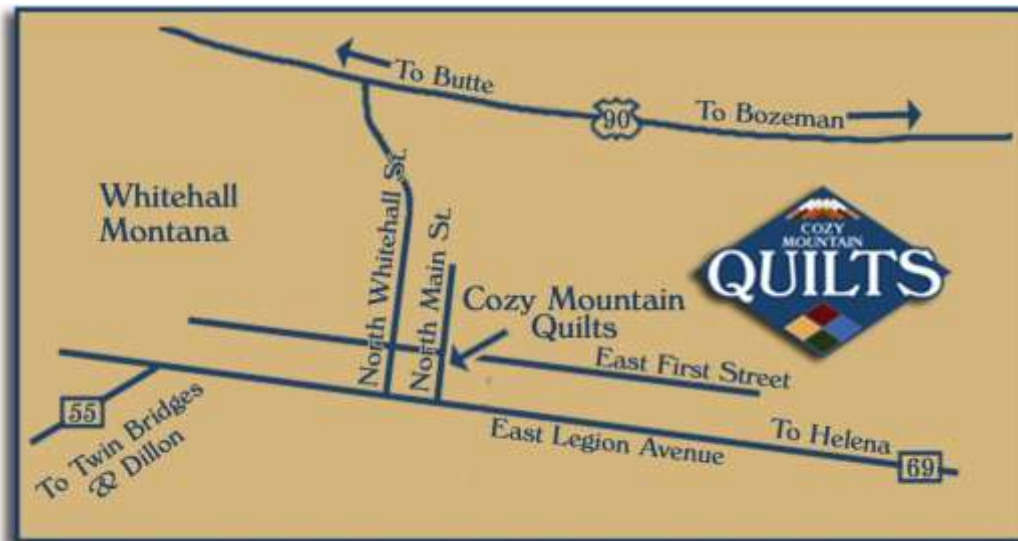 To Butte
90
To Bozeman
Whitehall
Montana
North Whitehall St.
North Main St.
COZY
MOUNTAIN
QUILTS
Cozy Mountain
Quilts
East First Street
55
To Twin Bridges
& Dillon
East Legion Avenue
To Helena
69